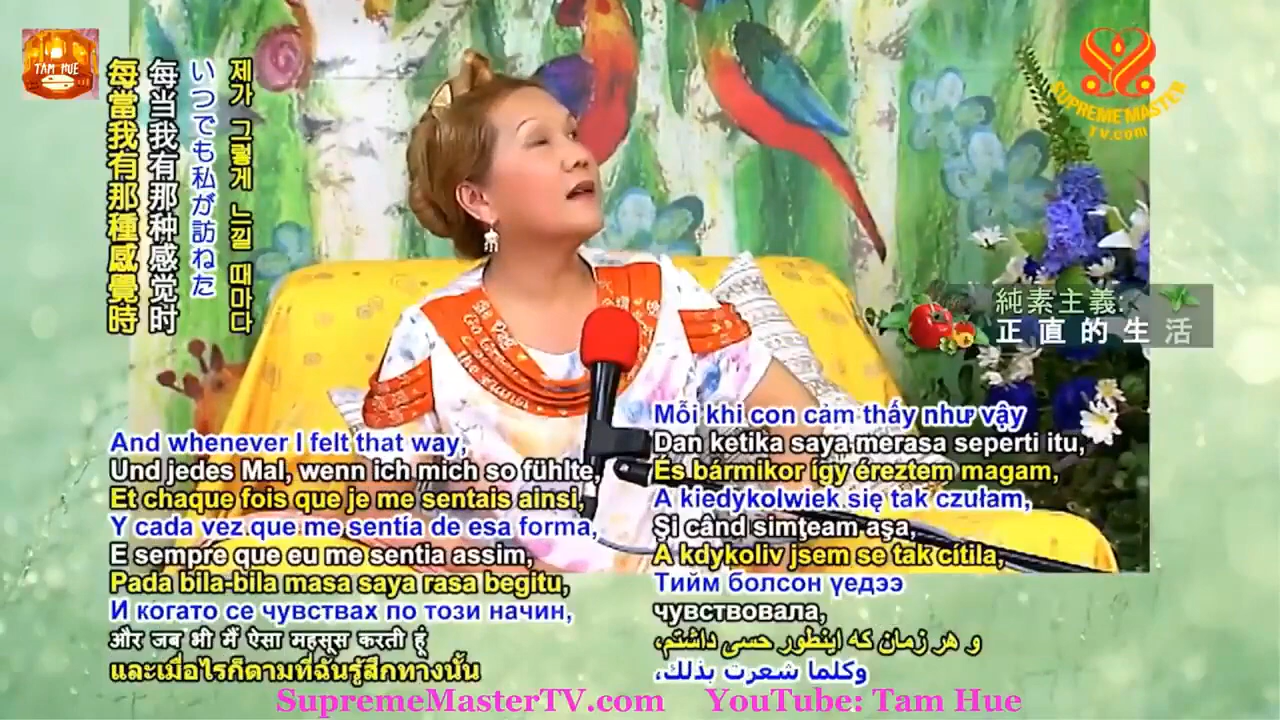 TAM HUE
每當我有那種感覺時
每当我有那种感觉时
いつでも私が訪ねた
제가 그렇게 느낄 때마다
SUPREME MASTER
TV.com
純素主義:
正直的生活
And whenever I felt that way,
Und jedes Mal, wenn ich mich so fühlte,
Et chaque fois que je me sentais ainsi,
Y cada vez que me sentía de esa forma,
E sempre que eu me sentia assim,
Pada bila-bila masa saya rasa begitu,
И когато се чувствах по този начин,
और जब भी मैं ऐसा महसूस करती हूं
และเมื่อไรก็ตามที่ฉันรู้สึกทางนั้น
Mỗi khi con cảm thấy như vậy
Dan ketika saya merasa seperti itu,
És bármikor így éreztem magam,
A kiedykolwiek się tak czułam,
Şi când simţeam aşa,
A kdykoliv jsem se tak cítila,
Тийм болсон үедээ
чувствовала,
و هر زمان که اینطور حسی داشتم،
وكلما شعرت بذلك،
SupremeMasterTV.com YouTube: Tam Hue